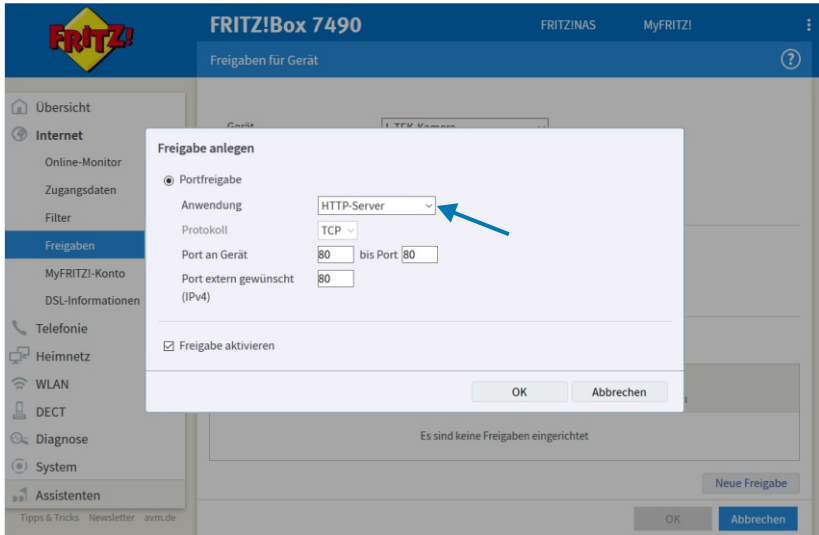 FRITZ!
FRITZ!Box 7490
FRITZ!NAS
MyFRITZ!
Freigaben für Gerät
?
Übersicht
Internet
Online-Monitor
Zugangsdaten
Filter
Freigaben
MyFRITZ!-Konto
DSL-Informationen
Telefonie
Heimnetz
WLAN
DECT
Diagnose
System
Assistenten
Tipps & Tricks Newsletter avm.de
Gerät
Freigabe anlegen
Portfreigabe
Anwendung HTTP-Server
Protokoll TCP
Port an Gerät 80 bis Port 80
Port extern gewünscht 80
(IPv4)
Freigabe aktivieren
OK Abbrechen
Es sind keine Freigaben eingerichtet
Neue Freigabe
OK Abbrechen